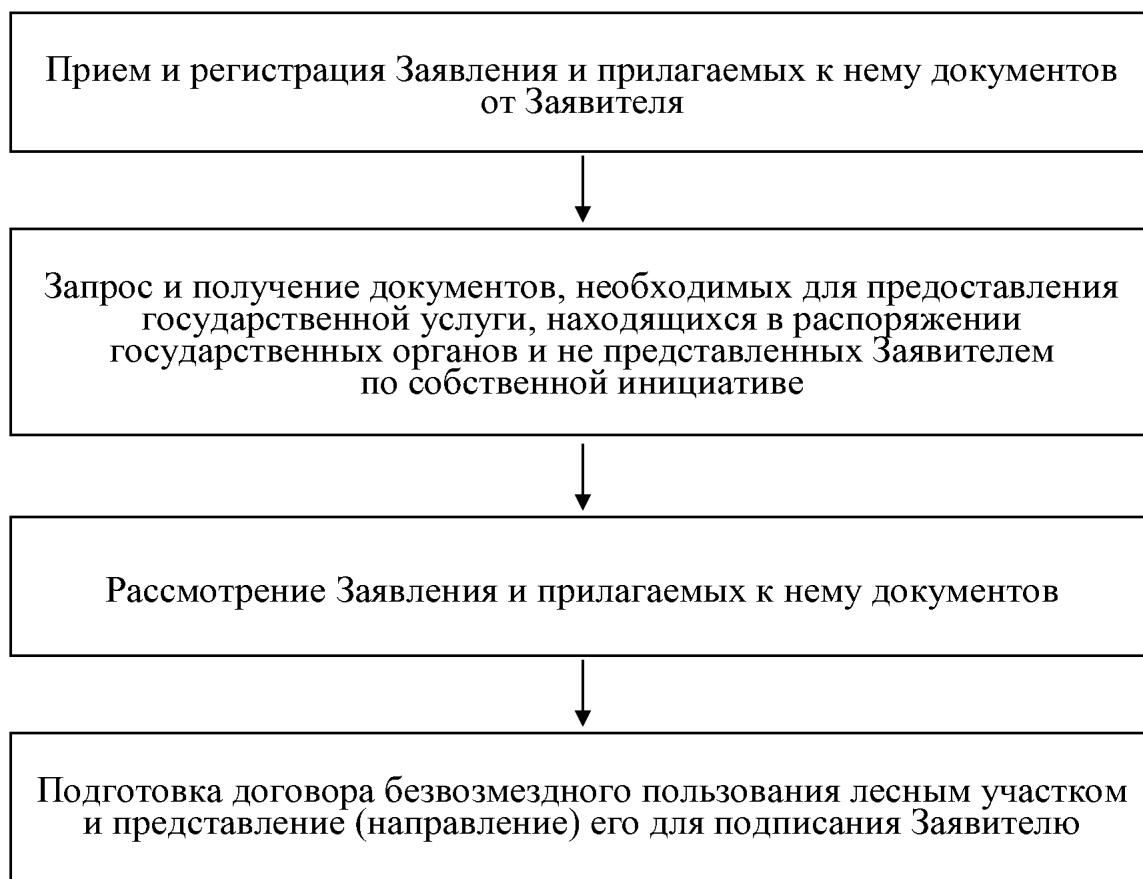 Прием и регистрация Заявления и прилагаемых к нему документов
от Заявителя
Запрос и получение документов, необходимых для предоставления
государственной услуги, находящихся в распоряжении
государственных органов и не представленных Заявителем
по собственной инициативе
Рассмотрение Заявления и прилагаемых к нему документов
Подготовка договора безвозмездного пользования лесным участком
и представление (направление) его для подписания Заявителю